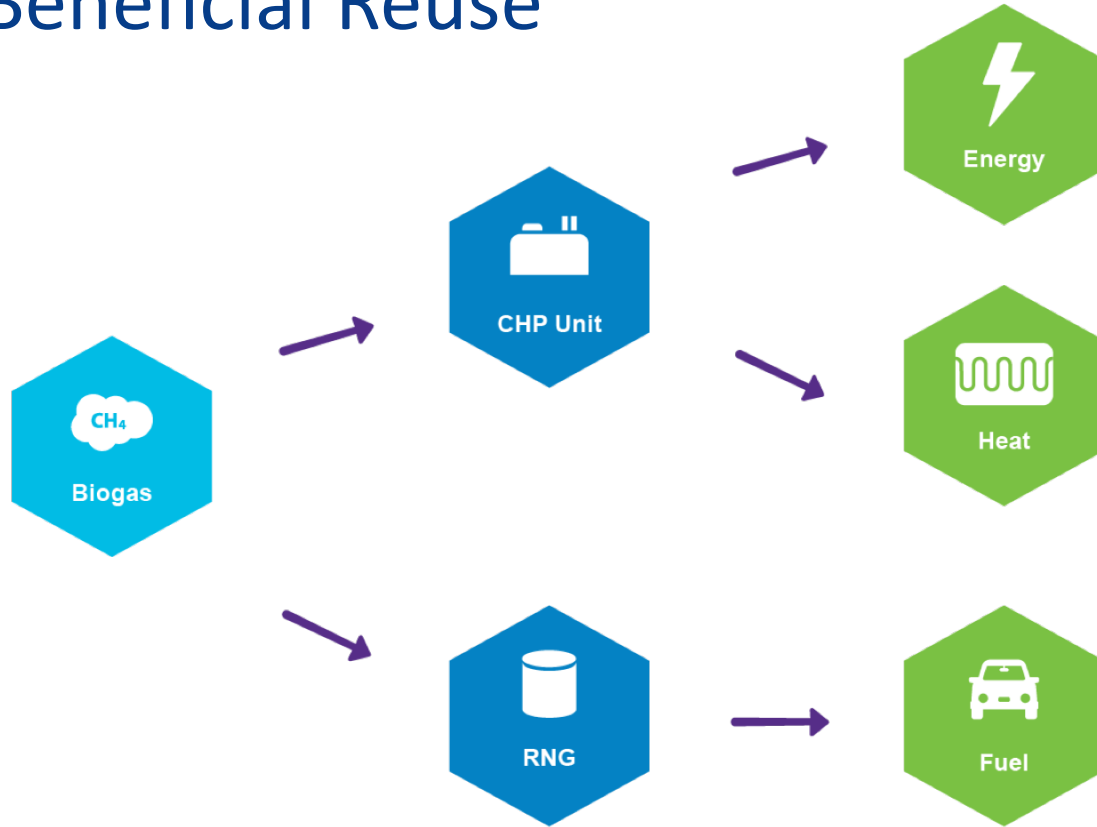 Beneficial Reuse
Energy
CHP Unit
Heat
CH₄
Biogas
RNG
Fuel